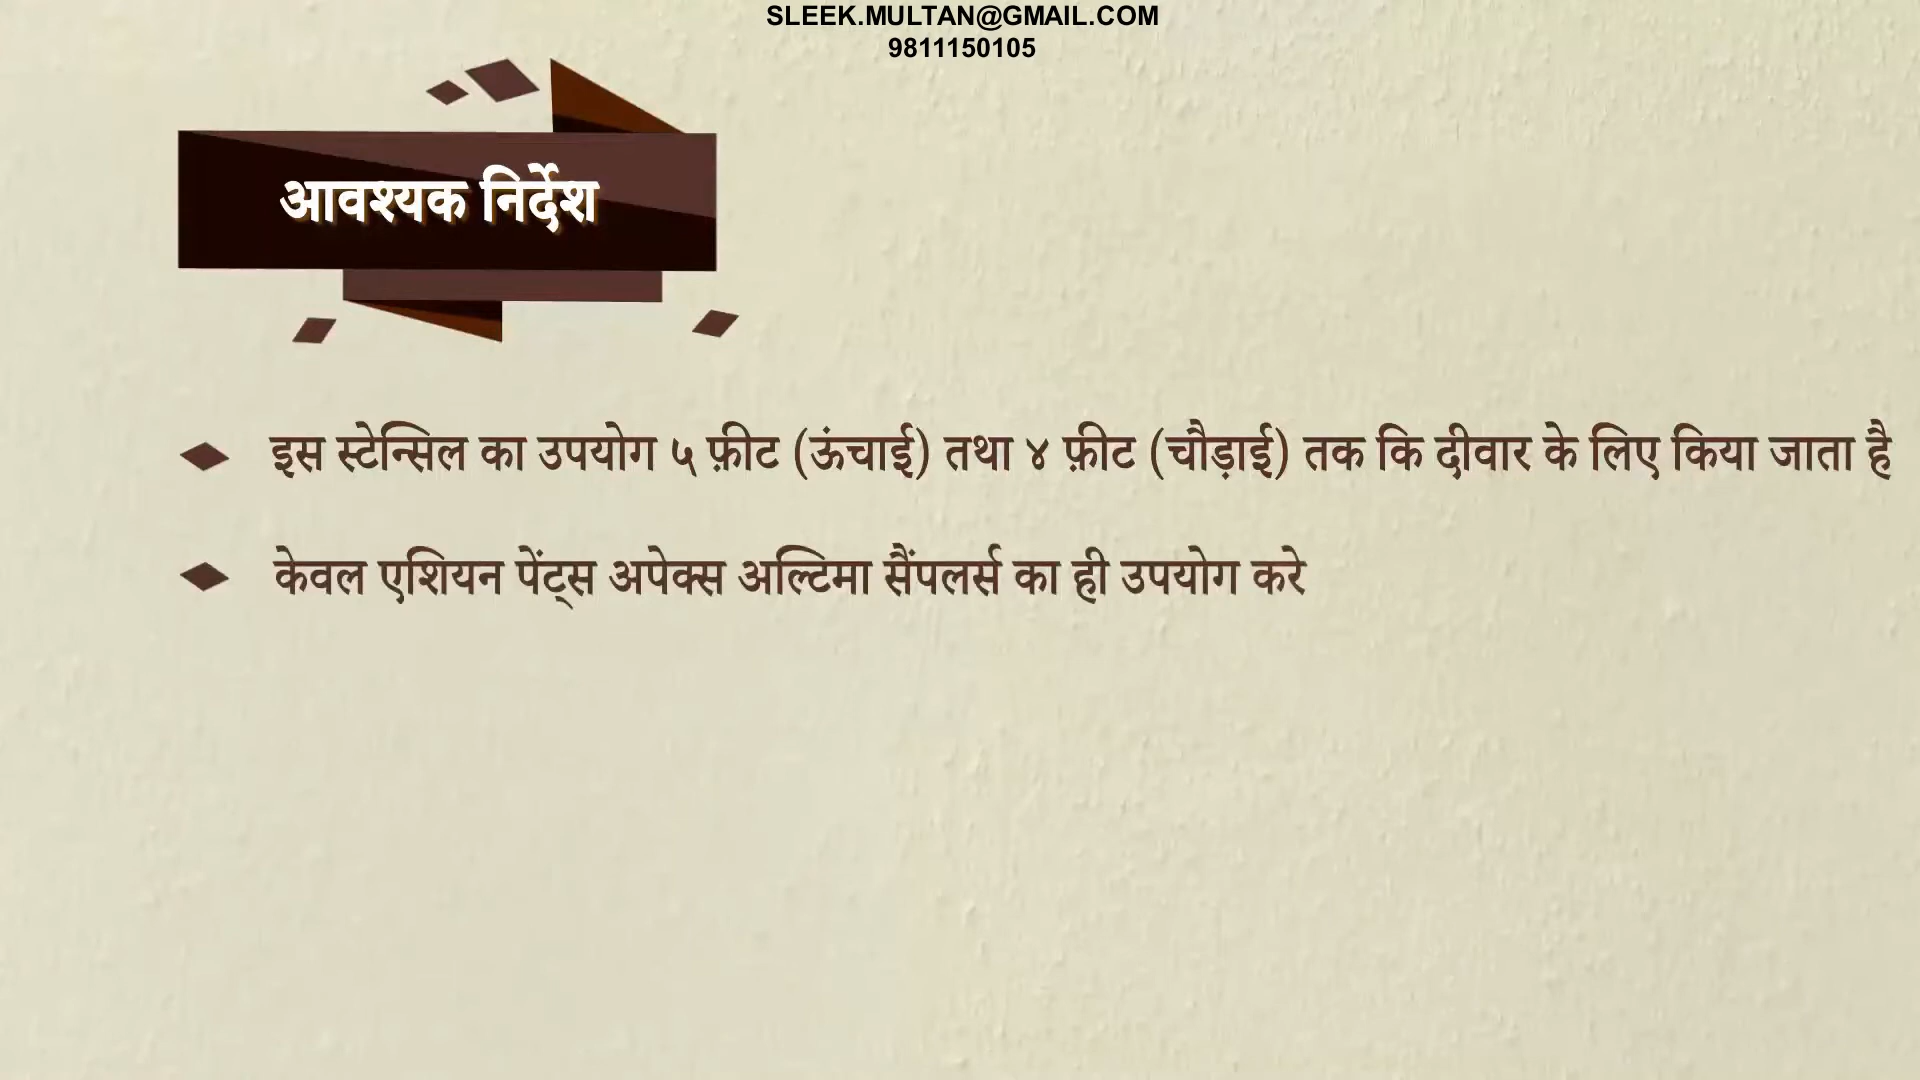 SLEEK.MULTAN@GMAIL.COM
9811150105
आवश्यक निर्देश
इस स्टेन्सिल का उपयोग ५ फ़ीट (ऊंचाई) तथा ४ फ़ीट (चौड़ाई) तक कि दीवार के लिए किया जाता है
केवल एशियन पेंट्स अपेक्स अल्टिमा सैंपलर्स का ही उपयोग करे